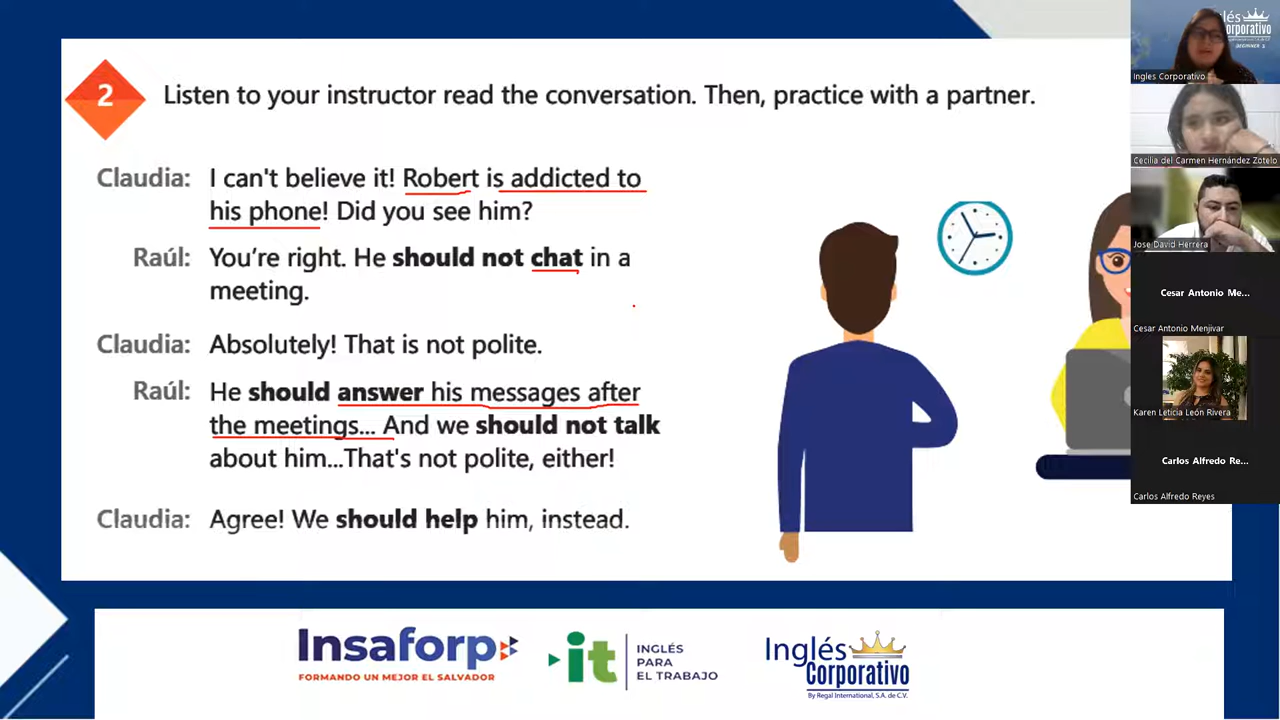 2
Listen to your instructor read the conversation. Then, practice with a partner.
Claudia: I can't believe it! Robert is addicted to
his phone! Did you see him?
Raúl: You're right. He should not chat in a
meeting.
Claudia: Absolutely! That is not polite.
Raúl: He should answer his messages after
the meetings... And we should not talk
about him...That's not polite, either!
Claudia: Agree! We should help him, instead.
Insaforp
FORMANDO UN MEJOR EL SALVADOR
it
INGLÉS
PARA
EL TRABAJO
Inglés
Corporativo
By Regal International, S.A. de C.V.
BEGINNER
Ingles Corporativo
Cecilia del Carmen Hernández Zotelo
Jose David Herrera
Cesar Antonio Me...
Cesar Antonio Menjivar
Karen Leticia León Rivera
Carlos Alfredo Re...
Carlos Alfredo Reyes